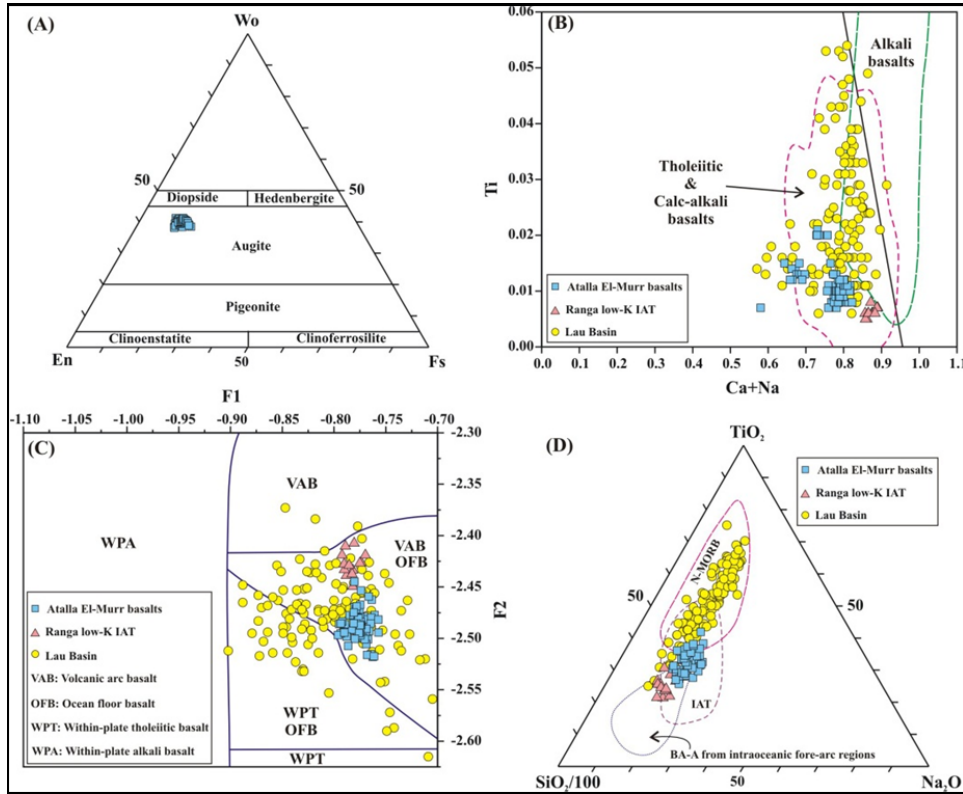 (A)
Wo
50
50
Diopside
Hedenbergite
Augite
Pigeonite
Clinoenstatite
Clinoferrosilite
En
50
Fs
(B)
0.06
0.05
0.04
0.03
0.02
0.01
0.00
Ti
Alkali
basalts
Tholeiitic
&
Calc-alkali
basalts
Atalla El-Murr basalts
Ranga low-K IAT
Lau Basin
0.0 0.1 0.2 0.3 0.4 0.5 0.6 0.7 0.8 0.9 1.0 1.1
Ca+Na
F1
-1.10 -1.05 -1.00 -0.95 -0.90 -0.85 -0.80 -0.75 -0.70
(C)
-2.30
-2.35
-2.40
-2.45
-2.50
-2.55
-2.60
F2
VAB
WPA
VAB
OFB
WPT
OFB
WPT
Atalla El-Murr basalts
Ranga low-K IAT
Lau Basin
VAB: Volcanic arc basalt
OFB: Ocean floor basalt
WPT: Within-plate tholeiitic basalt
WPA: Within-plate alkali basalt
(D)
TiO2
Atalla El-Murr basalts
Ranga low-K IAT
Lau Basin
N-MORB
50
50
IAT
BA-A from intraoceanic fore-arc regions
SiO2/100
50
Na2O